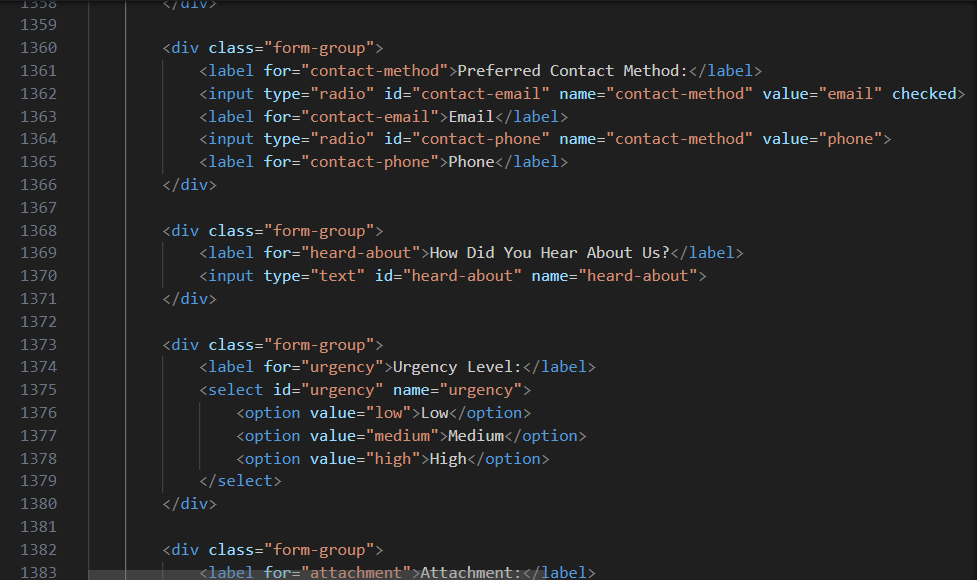 1358 </div>
1359
1360 <div class="form-group">
1361 <label for="contact-method">Preferred Contact Method:</label>
1362 <input type="radio" id="contact-email" name="contact-method" value="email" checked>
1363 <label for="contact-email">Email</label>
1364 <input type="radio" id="contact-phone" name="contact-method" value="phone">
1365 <label for="contact-phone">Phone</label>
1366 </div>
1367
1368 <div class="form-group">
1369 <label for="heard-about">How Did You Hear About Us?</label>
1370 <input type="text" id="heard-about" name="heard-about">
1371 </div>
1372
1373 <div class="form-group">
1374 <label for="urgency">Urgency Level:</label>
1375 <select id="urgency" name="urgency">
1376 <option value="low">Low</option>
1377 <option value="medium">Medium</option>
1378 <option value="high">High</option>
1379 </select>
1380 </div>
1381
1382 <div class="form-group">
1383 <label for="attachment">Attachment:</label>